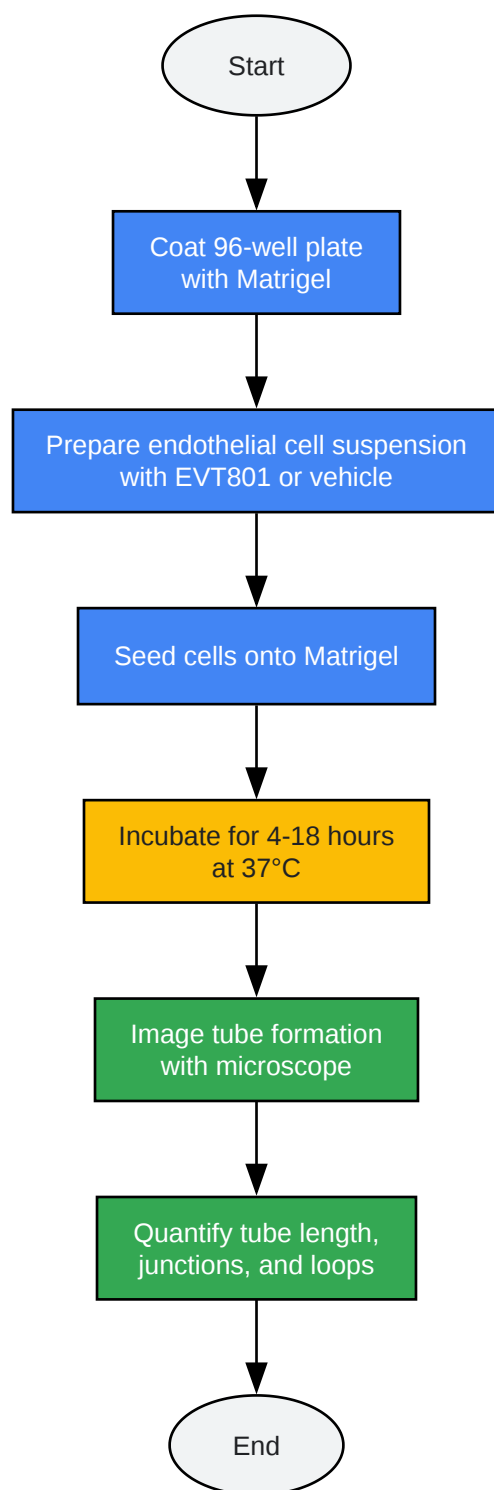 Start
Coat 96-well plate
with Matrigel
Prepare endothelial cell suspension
with EVT801 or vehicle
Seed cells onto Matrigel
Incubate for 4-18 hours
at 37°C
Image tube formation
with microscope
Quantify tube length,
junctions, and loops
End